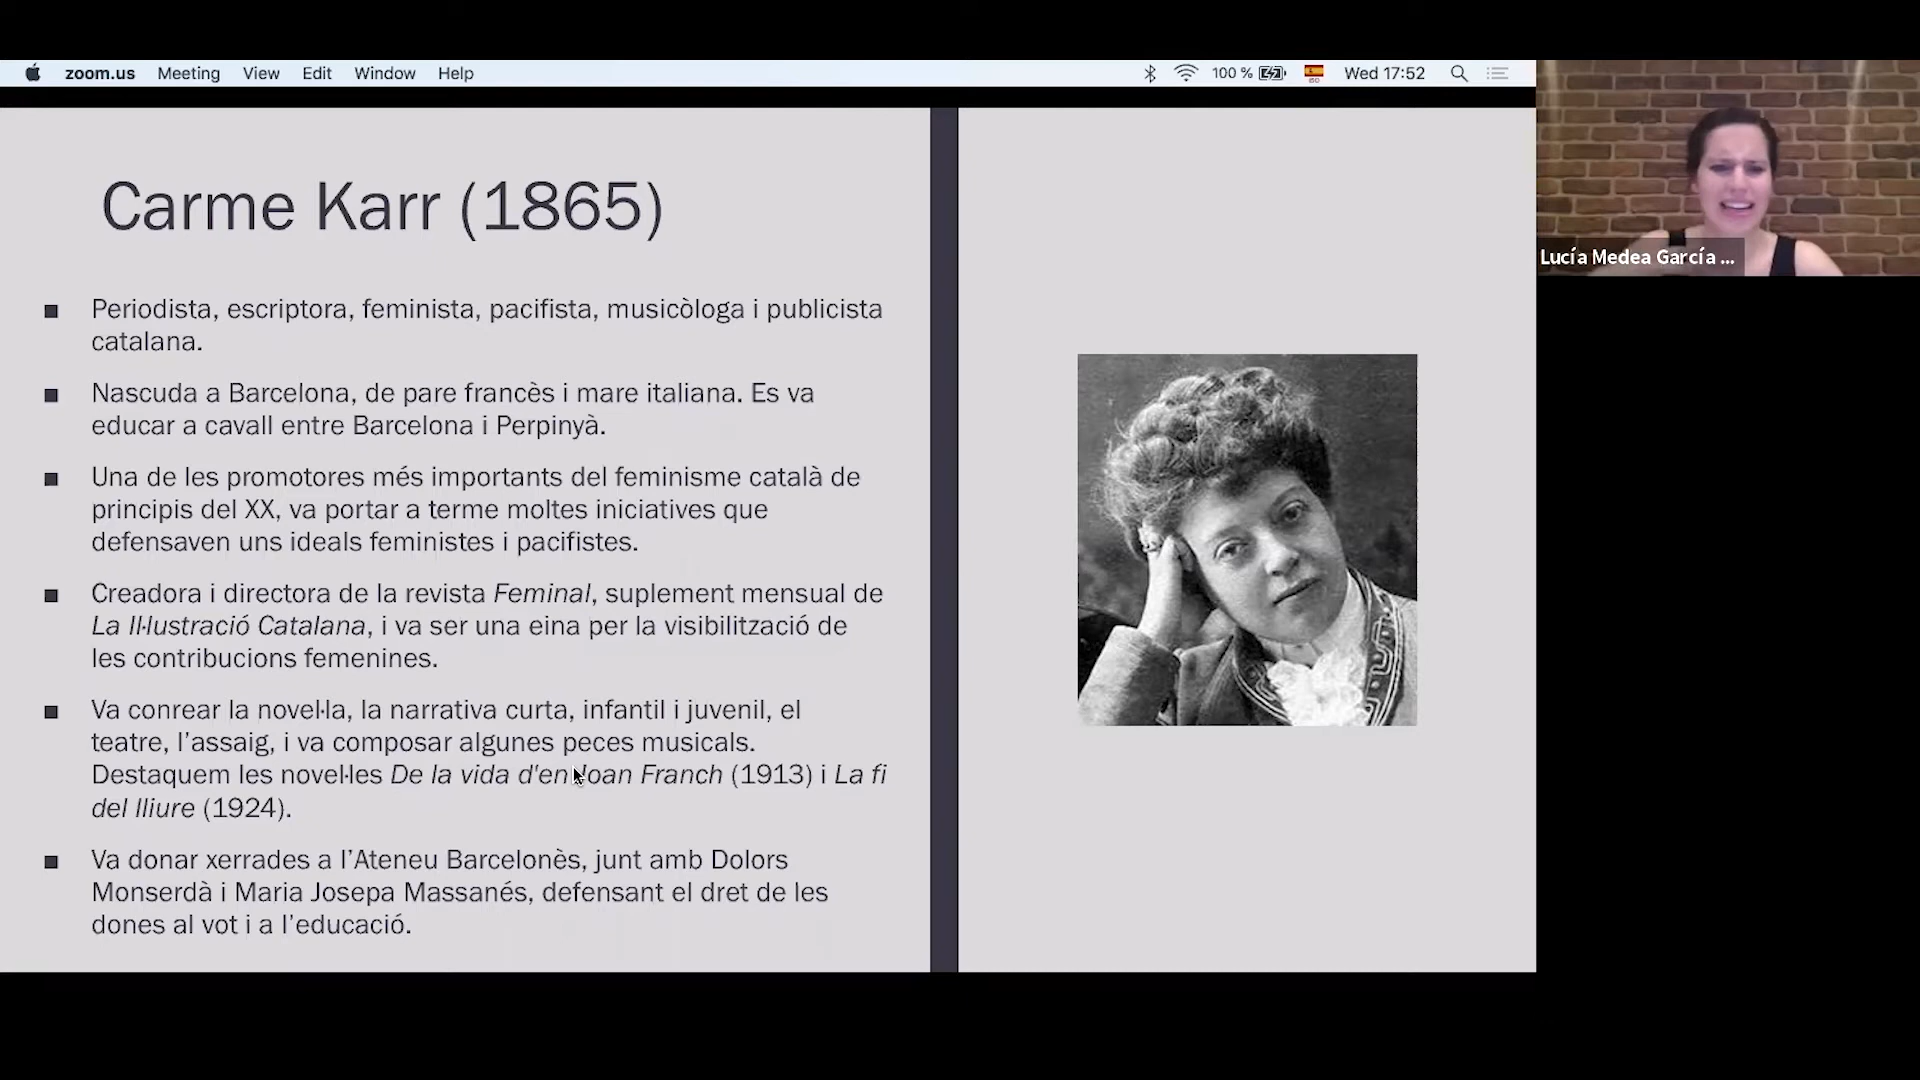 zoom.us Meeting View Edit Window Help 100 % Wed 17:52
Lucía Medea García ...
Carme Karr (1865)
■ Periodista, escriptora, feminista, pacifista, musicòloga i publicista
catalana.
■ Nascuda a Barcelona, de pare francès i mare italiana. Es va
educar a cavall entre Barcelona i Perpinyà.
■ Una de les promotores més importants del feminisme català de
principis del XX, va portar a terme moltes iniciatives que
defensaven uns ideals feministes i pacifistes.
■ Creadora i directora de la revista Feminal, suplement mensual de
La Il·lustració Catalana, i va ser una eina per la visibilització de
les contribucions femenines.
■ Va conrear la novel·la, la narrativa curta, infantil i juvenil, el
teatre, l’assaig, i va composar algunes peces musicals.
Destaquem les novel·les De la vida d'en Joan Franch (1913) i La fi
del lliure (1924).
■ Va donar xerrades a l’Ateneu Barcelonès, junt amb Dolors
Monserdà i Maria Josepa Massanés, defensant el dret de les
dones al vot i a l’educació.